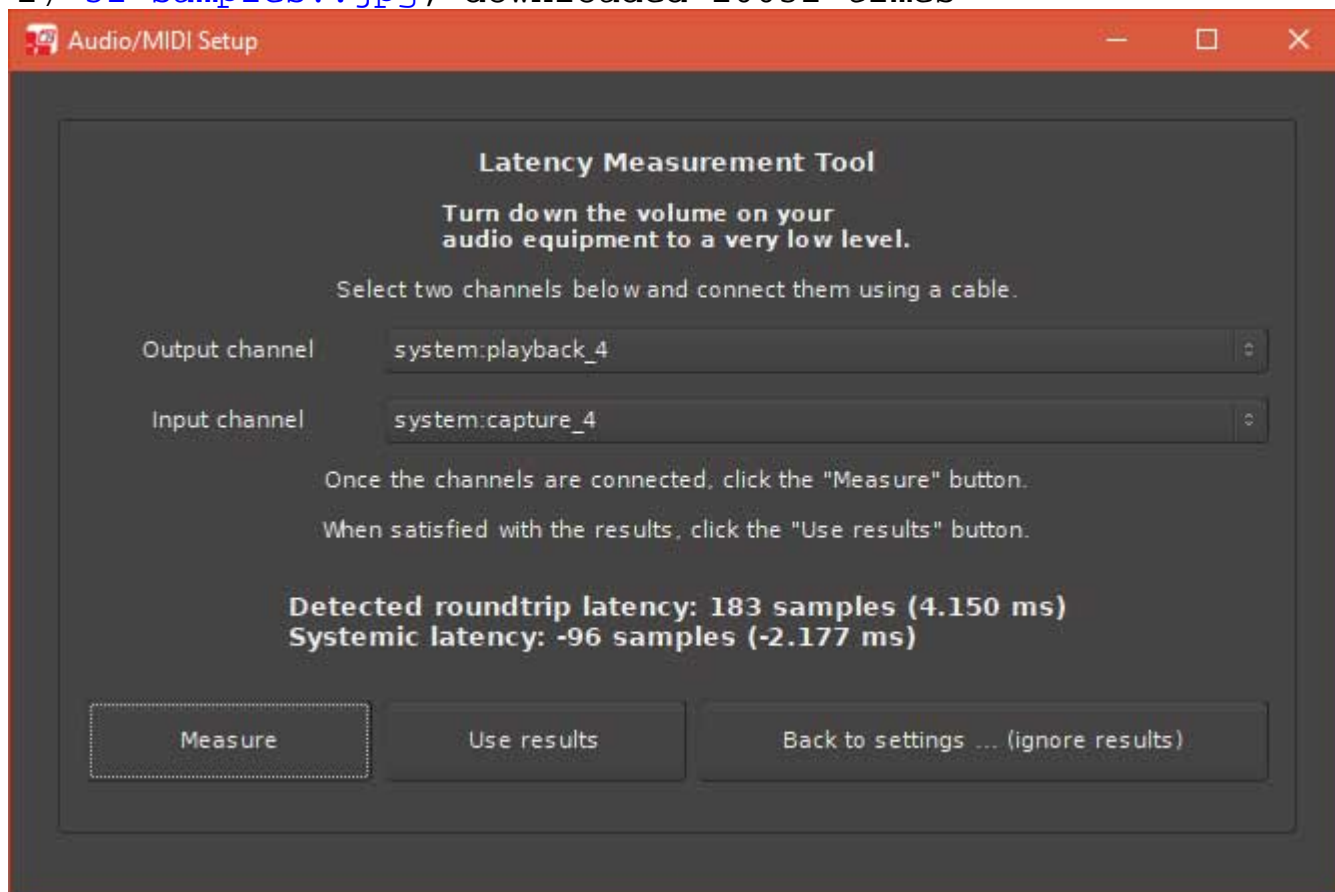 Audio/MIDI Setup
Latency Measurement Tool
Turn down the volume on your
audio equipment to a very low level.
Select two channels below and connect them using a cable.
Output channel system:playback_4
Input channel system:capture_4
Once the channels are connected, click the "Measure" button.
When satisfied with the results, click the "Use results" button.
Detected roundtrip latency: 183 samples (4.150 ms)
Systemic latency: -96 samples (-2.177 ms)
Measure Use results Back to settings ... (ignore results)